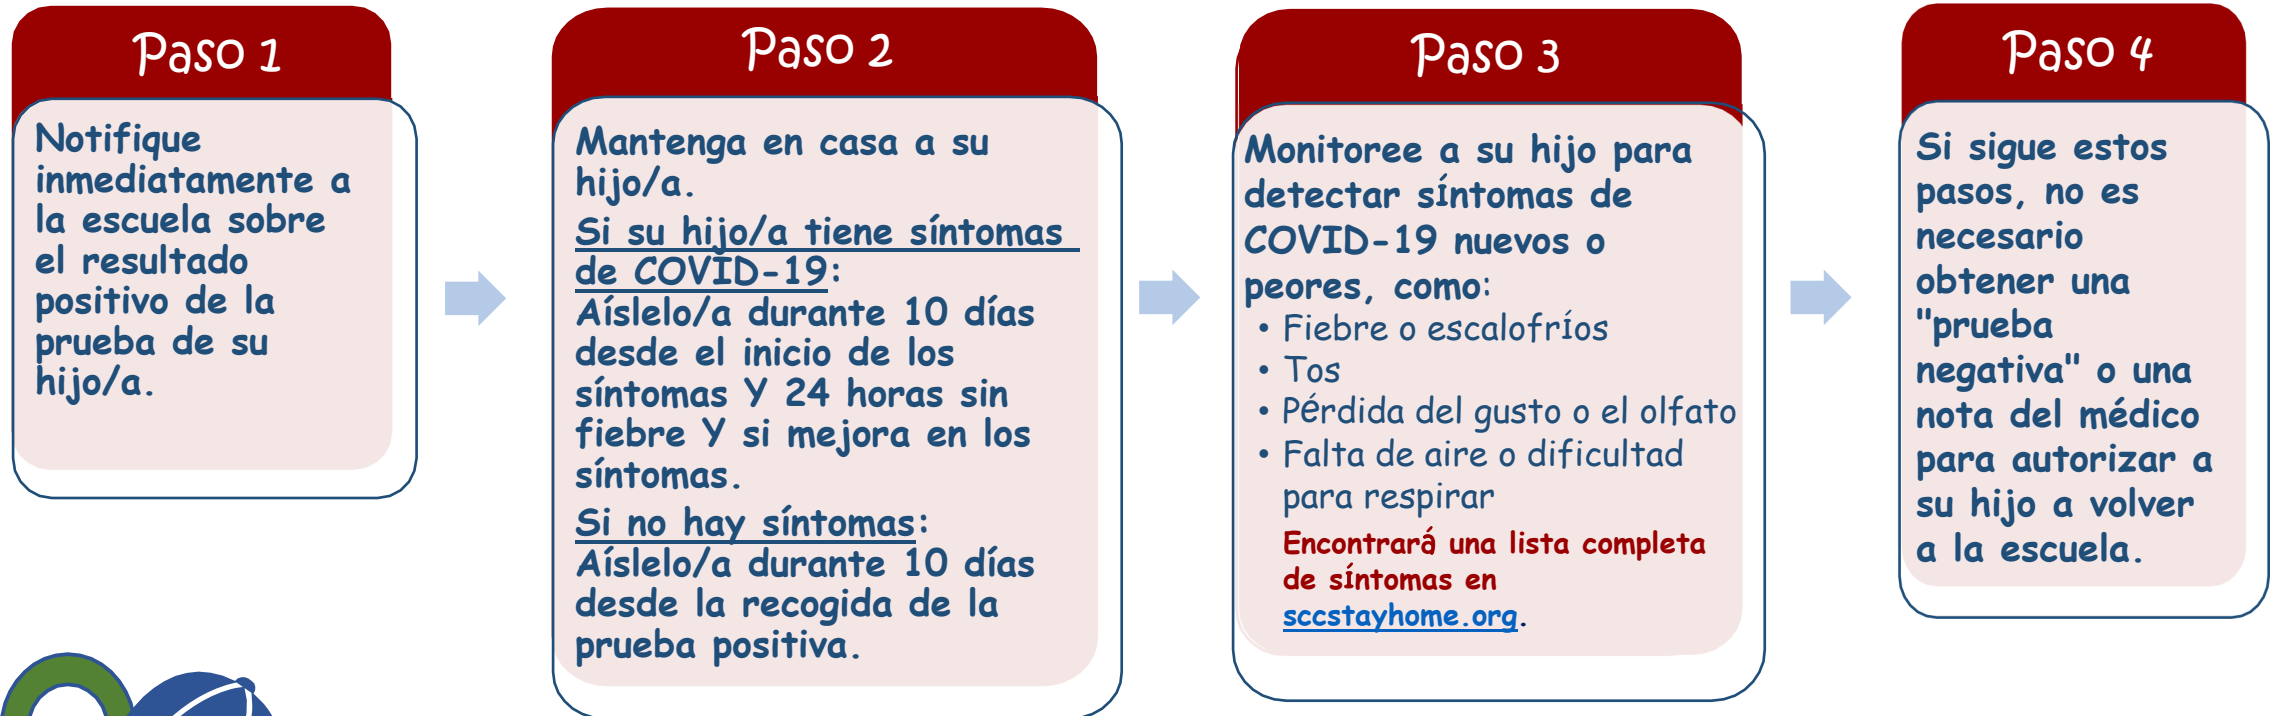 Paso 1
Notifique
inmediatamente a
la escuela sobre
el resultado
positivo de la
prueba de su
hijo/a.
Paso 2
Mantenga en casa a su
hijo/a.
Si su hijo/a tiene síntomas
de COVID-19:
Aíslelo/a durante 10 días
desde el inicio de los
síntomas Y 24 horas sin
fiebre Y si mejora en los
síntomas.
Si no hay síntomas:
Aíslelo/a durante 10 días
desde la recogida de la
prueba positiva.
Paso 3
Monitoree a su hijo para
detectar síntomas de
COVID-19 nuevos o
peores, como:
• Fiebre o escalofríos
• Tos
• Pérdida del gusto o el olfato
• Falta de aire o dificultad
para respirar
Encontrará una lista completa
de síntomas en
sccstayhome.org.
Paso 4
Si sigue estos
pasos, no es
necesario
obtener una
"prueba
negativa" o una
nota del médico
para autorizar a
su hijo a volver
a la escuela.